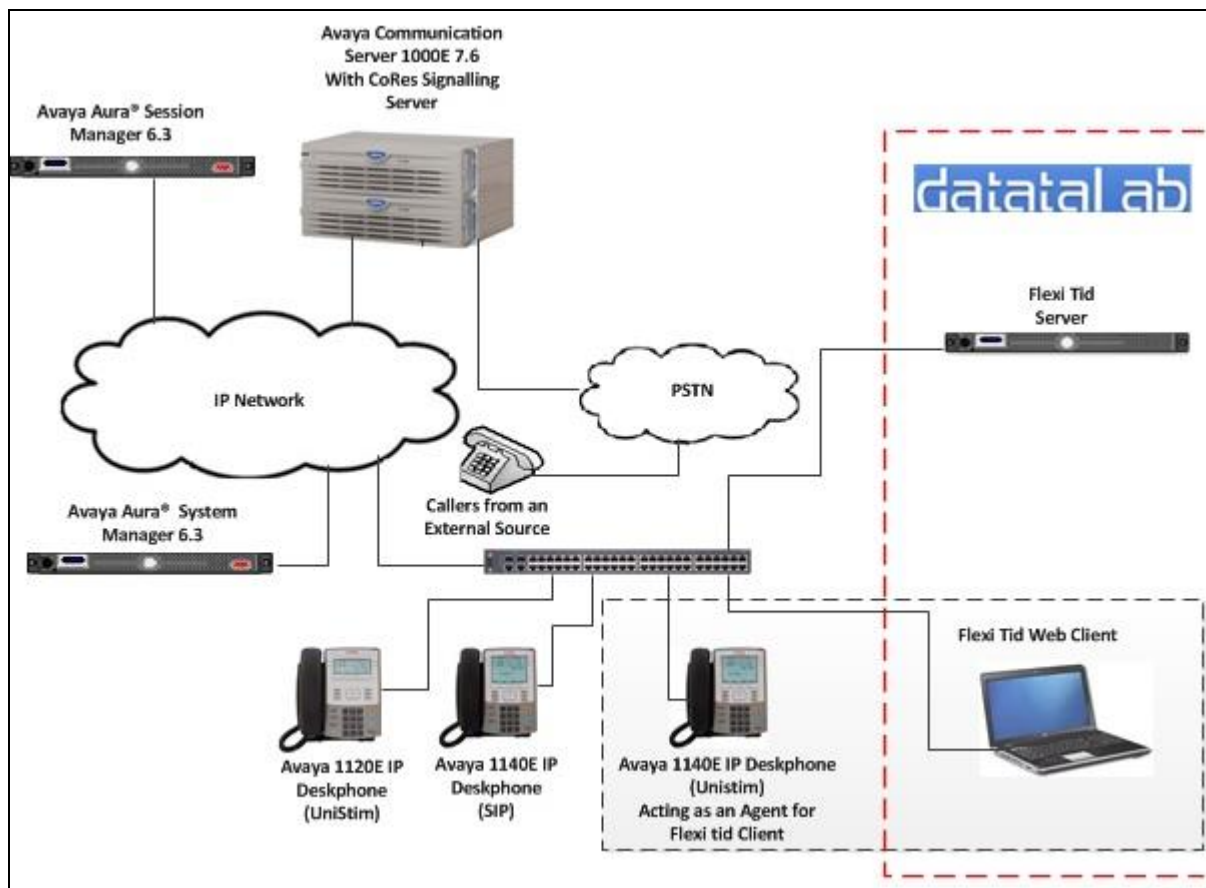 Avaya Communication
Server 1000E 7.6
With CoRes Signalling
Server
Avaya Aura® Session
Manager 6.3
datatal ab
Flexi Tid
Server
IP Network
PSTN
Callers from an
External Source
Avaya Aura® System
Manager 6.3
Flexi Tid Web Client
Avaya 1120E IP
Deskphone
(UniStim)
Avaya 1140E IP
Deskphone
(SIP)
Avaya 1140E IP Deskphone
(Unistim)
Acting as an Agent for
Flexi tid Client